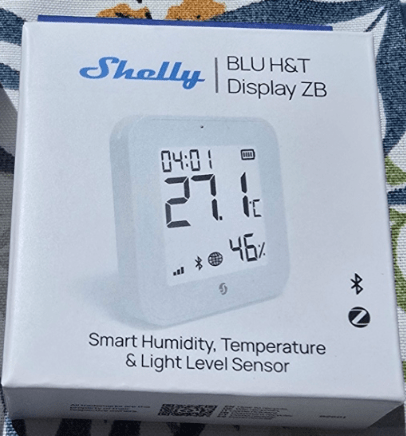 Shelly
BLU H&T
Display ZB
04:01
27.1°C
46%
Smart Humidity, Temperature
& Light Level Sensor